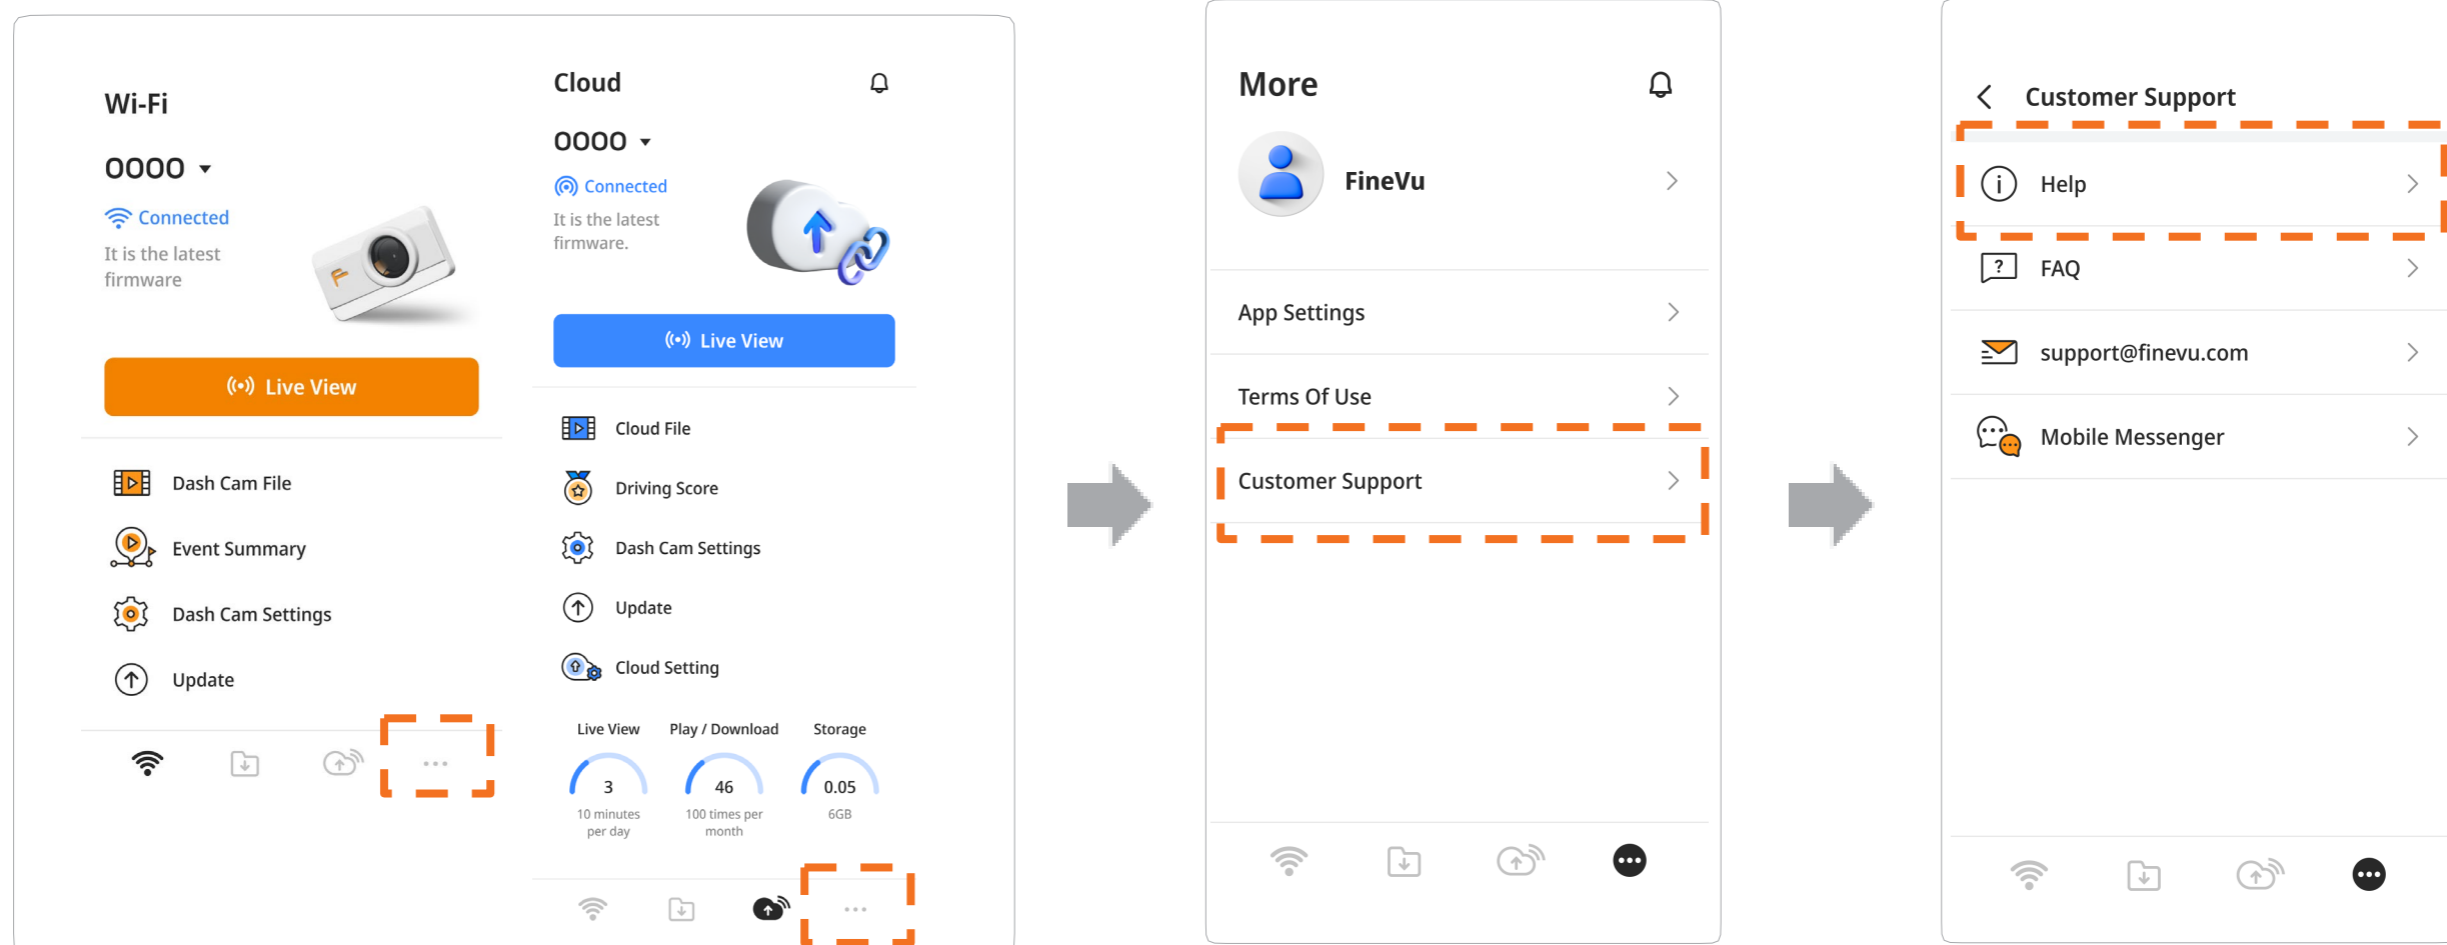 Wi-Fi
OOOO
Connected
It is the latest
firmware
Live View
Dash Cam File
Event Summary
Dash Cam Settings
Update
Cloud
OOOO
Connected
It is the latest
firmware.
Live View
Cloud File
Driving Score
Dash Cam Settings
Update
Cloud Setting
Live View
Play / Download
Storage
3
46
0.05
10 minutes
per day
100 times per
month
6GB
More
FineVu
App Settings
Terms Of Use
Customer Support
Customer Support
Help
FAQ
support@finevu.com
Mobile Messenger